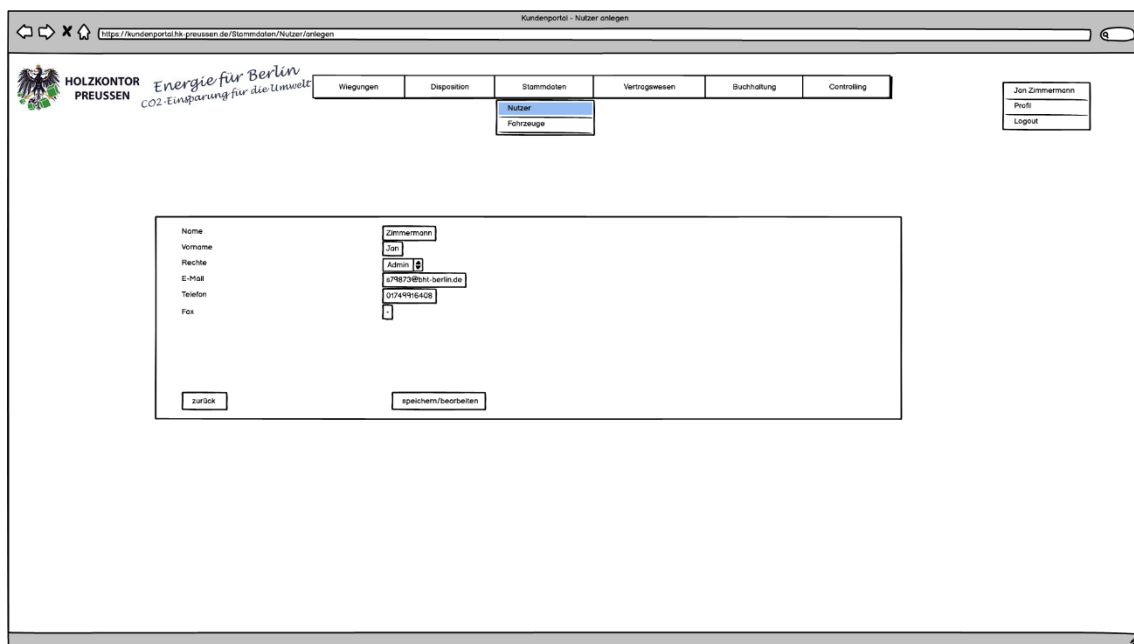 Kundenportal - Nutzer anlegen
https://kundenportal.hk-preussen.de/Stammdaten/Nutzer/anlegen
HOLZKONTOR
PREUSSEN
Energie für Berlin
CO2-Einsparung für die Umwelt
Wiegungen Disposition Stammdaten Vertragswesen Buchhaltung Controlling
Nutzer
Fahrzeuge
Jan Zimmermann
Profil
Logout
Name Zimmermann
Vorname Jan
Rechte Admin
E-Mail s79873@bht-berlin.de
Telefon 01749916408
Fax -
zurück speichern/bearbeiten